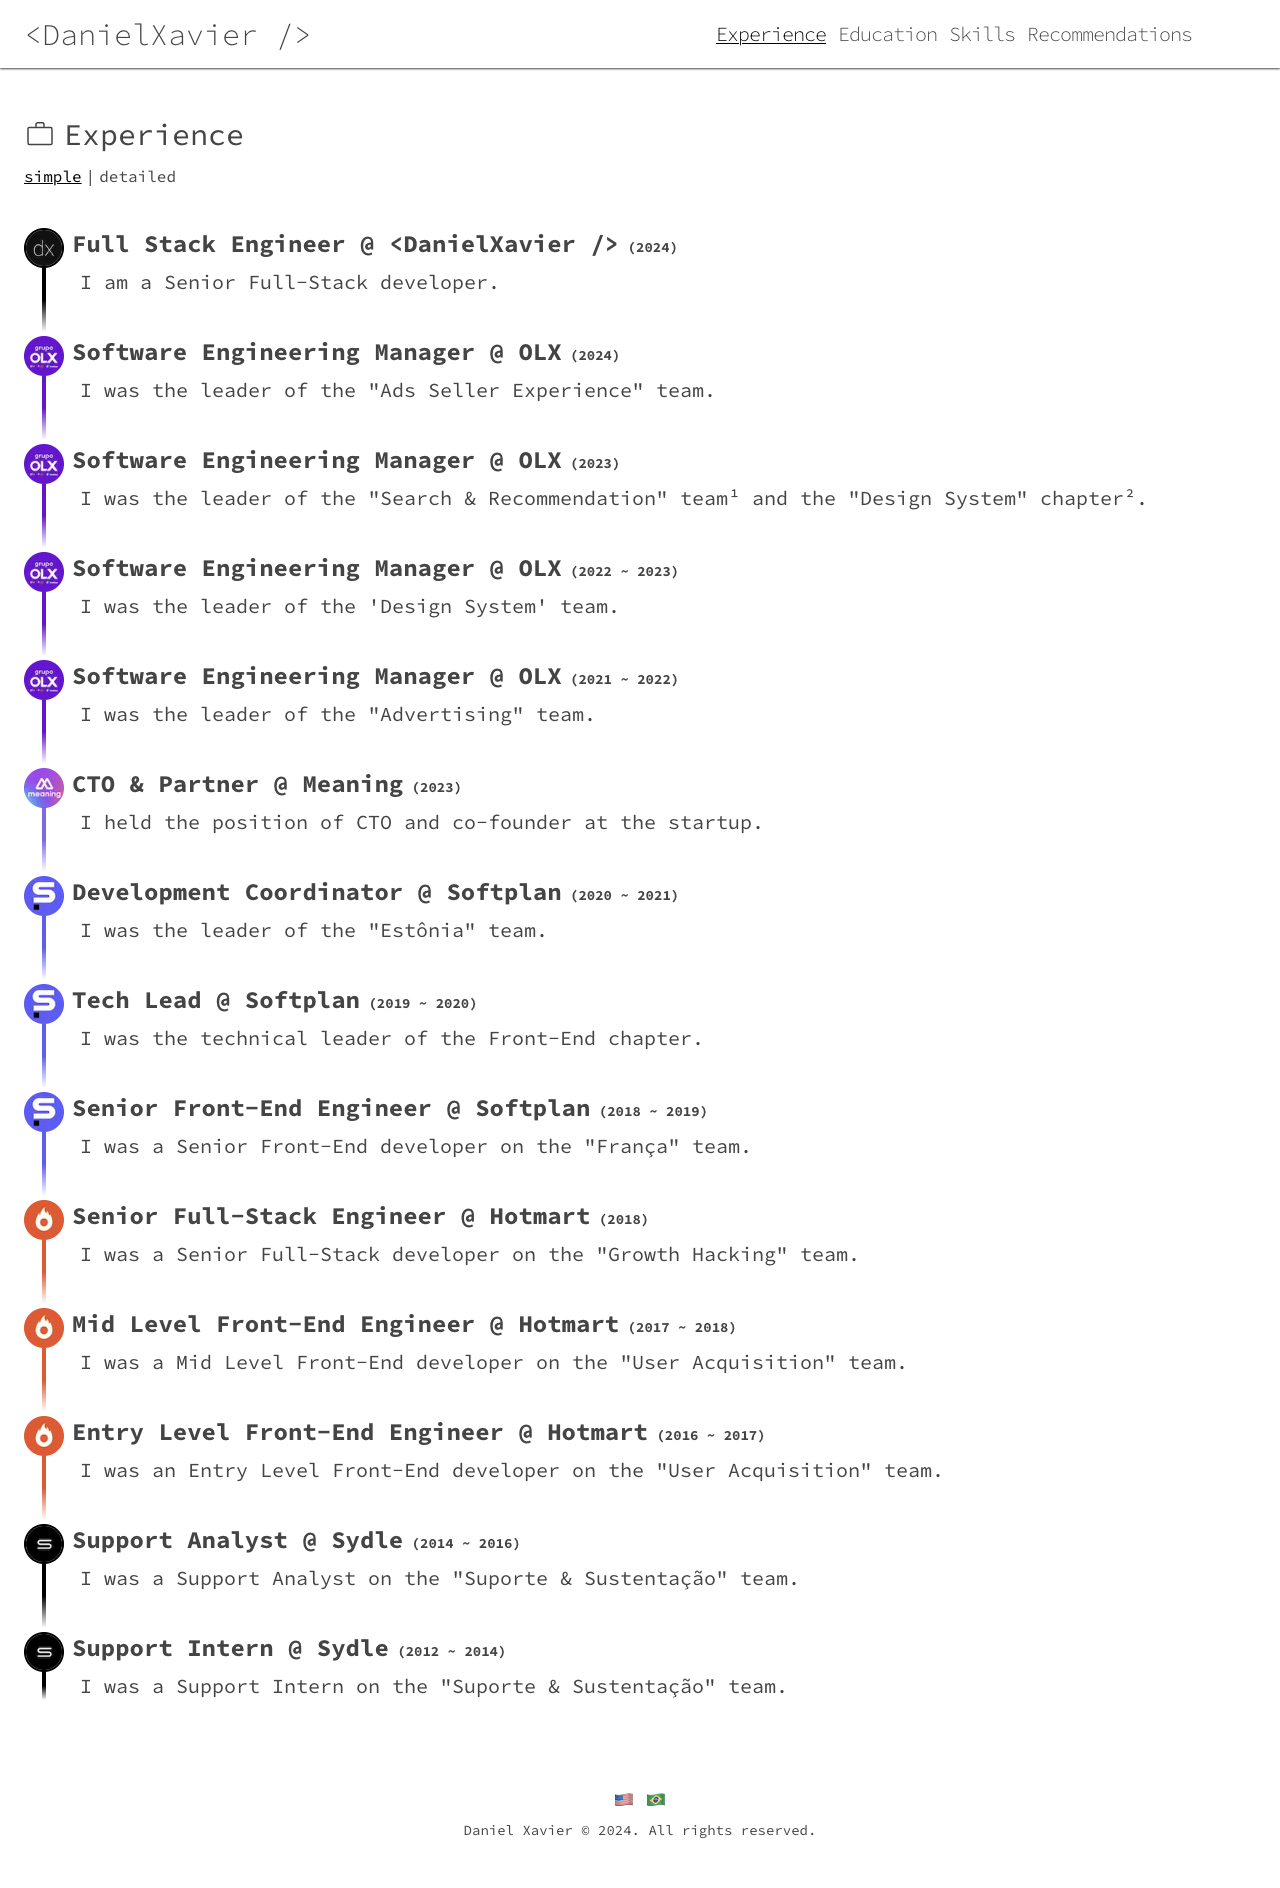 <DanielXavier />
Experience Education Skills Recommendations
Experience
simple | detailed
dx
Full Stack Engineer @ <DanielXavier /> (2024)
I am a Senior Full-Stack developer.
grupo
OLX
Software Engineering Manager @ OLX (2024)
I was the leader of the "Ads Seller Experience" team.
grupo
OLX
Software Engineering Manager @ OLX (2023)
I was the leader of the "Search & Recommendation" team¹ and the "Design System" chapter².
grupo
OLX
Software Engineering Manager @ OLX (2022 ~ 2023)
I was the leader of the 'Design System' team.
grupo
OLX
Software Engineering Manager @ OLX (2021 ~ 2022)
I was the leader of the "Advertising" team.
meaning
CTO & Partner @ Meaning (2023)
I held the position of CTO and co-founder at the startup.
Development Coordinator @ Softplan (2020 ~ 2021)
I was the leader of the "Estônia" team.
Tech Lead @ Softplan (2019 ~ 2020)
I was the technical leader of the Front-End chapter.
Senior Front-End Engineer @ Softplan (2018 ~ 2019)
I was a Senior Front-End developer on the "França" team.
Senior Full-Stack Engineer @ Hotmart (2018)
I was a Senior Full-Stack developer on the "Growth Hacking" team.
Mid Level Front-End Engineer @ Hotmart (2017 ~ 2018)
I was a Mid Level Front-End developer on the "User Acquisition" team.
Entry Level Front-End Engineer @ Hotmart (2016 ~ 2017)
I was an Entry Level Front-End developer on the "User Acquisition" team.
Support Analyst @ Sydle (2014 ~ 2016)
I was a Support Analyst on the "Suporte & Sustentação" team.
Support Intern @ Sydle (2012 ~ 2014)
I was a Support Intern on the "Suporte & Sustentação" team.
Daniel Xavier © 2024. All rights reserved.